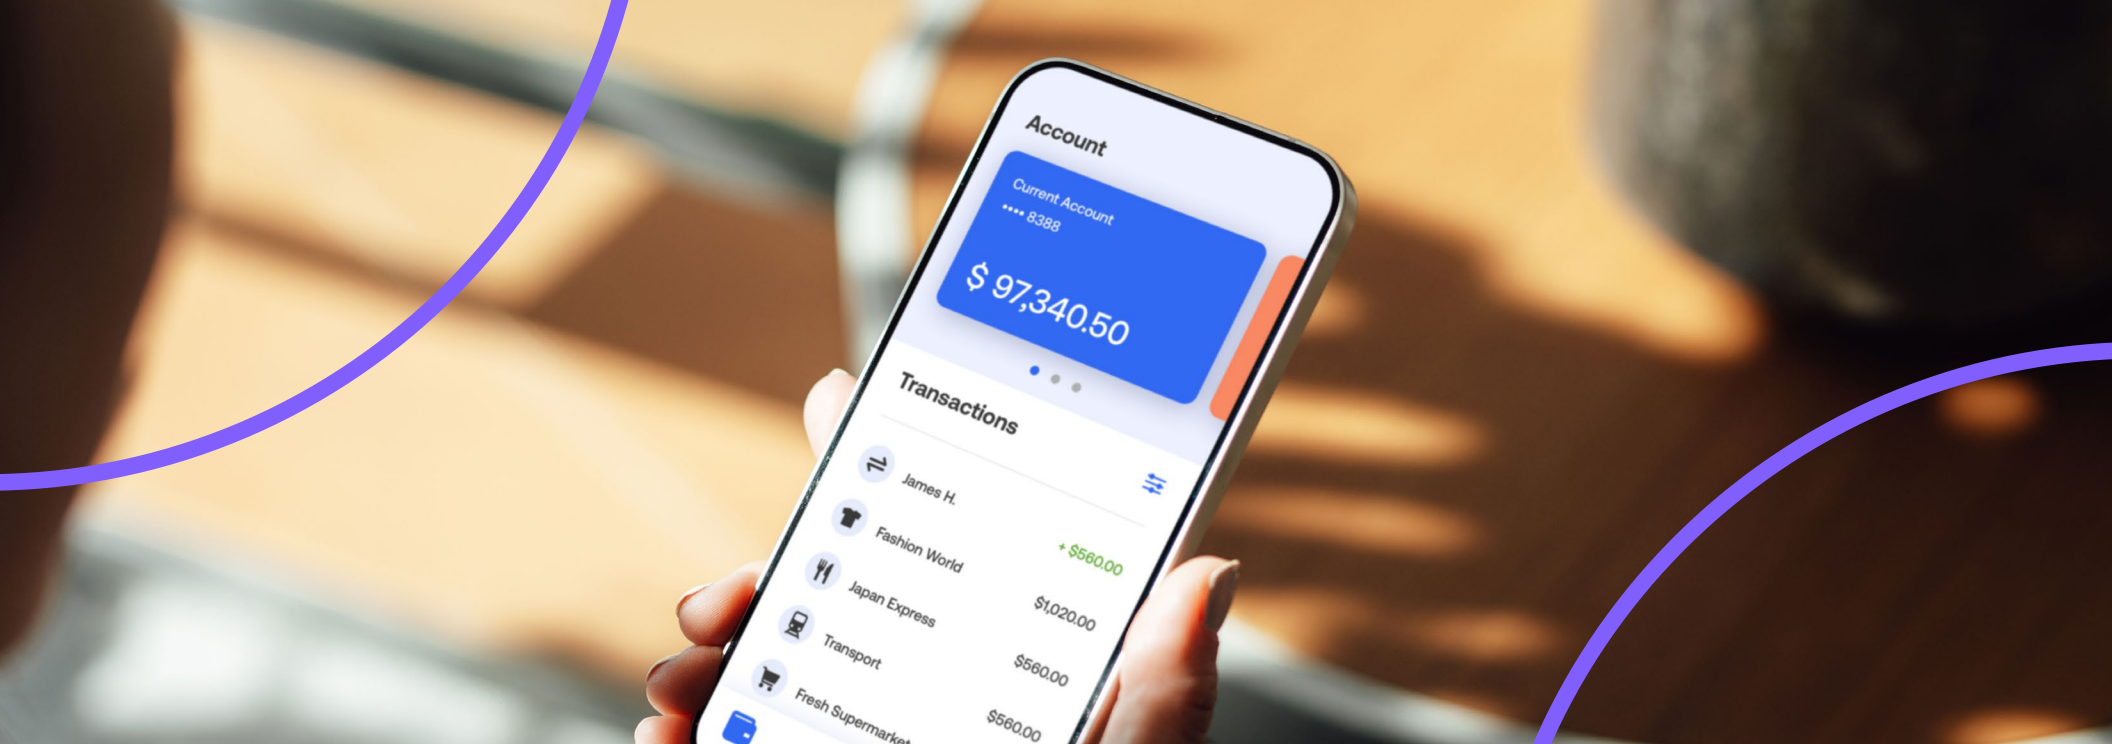 Account
Current Account
•••• 8388
$ 97,340.50
Transactions
James H.
+ $560.00
Fashion World
$1,020.00
Japan Express
$560.00
Transport
$560.00
Fresh Supermarket